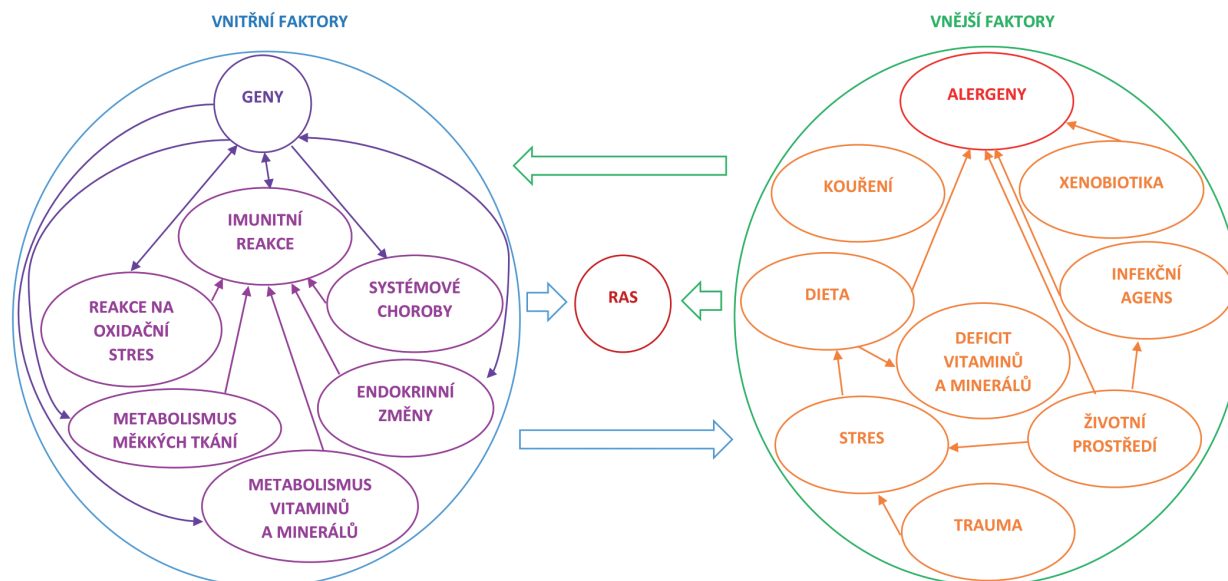 VNITŘNÍ FAKTORY
GENY
IMUNITNÍ
REAKCE
SYSTÉMOVÉ
CHOROBY
REAKCE NA
OXIDAČNÍ
STRES
ENDOKRINNÍ
ZMĚNY
METABOLISMUS
MĚKKÝCH TKÁNÍ
METABOLISMUS
VITAMINŮ
A MINERÁLŮ
RAS
VNĚJŠÍ FAKTORY
ALERGENY
KOUŘENÍ
XENOBIOTIKA
DIETA
INFEKČNÍ
AGENS
DEFICIT
VITAMINŮ
A MINERÁLŮ
STRES
ŽIVOTNÍ
PROSTŘEDÍ
TRAUMA